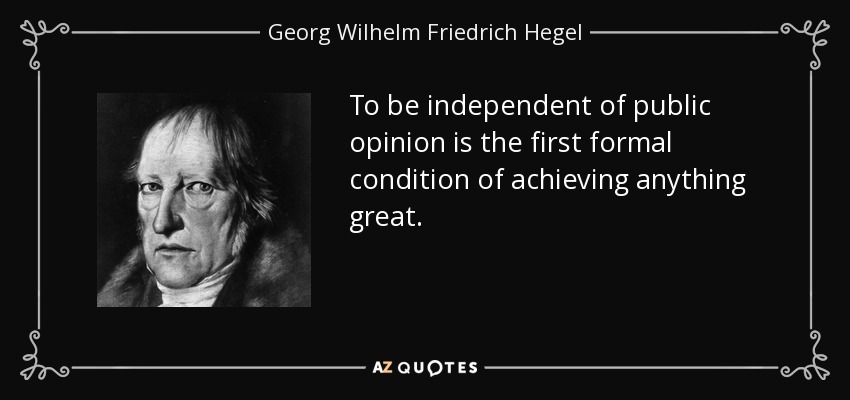 Georg Wilhelm Friedrich Hegel
To be independent of public
opinion is the first formal
condition of achieving anything
great.
AZ QUOTES